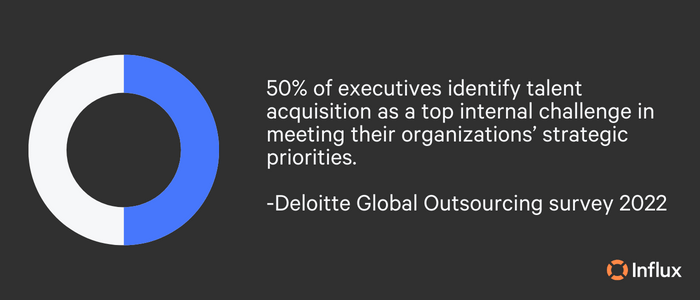 50% of executives identify talent
acquisition as a top internal challenge in
meeting their organizations’ strategic
priorities.
-Deloitte Global Outsourcing survey 2022
Influx